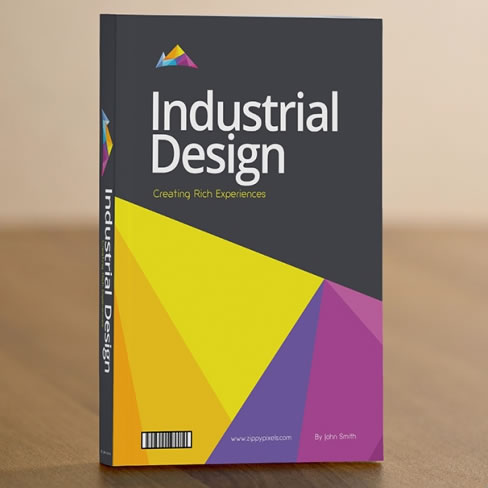 Industrial
Design
Creating Rich Experiences
Industrial Design
www.zippypixels.com
By John Smith